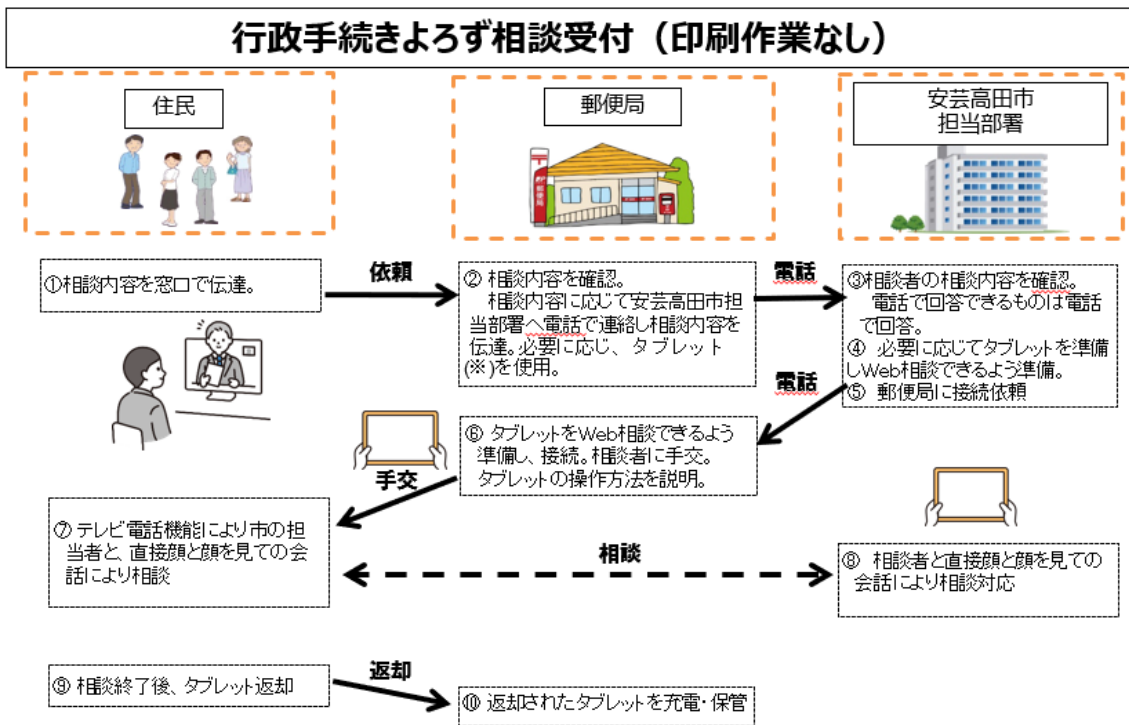 行政手続きよろず相談受付（印刷作業なし）
住民
郵便局
安芸高田市
担当部署
郵便局
①相談内容を窓口で伝達。
依頼
② 相談内容を確認。
相談内容に応じて安芸高田市担
当部署へ電話で連絡し相談内容を
伝達。必要に応じ、タブレット
(※)を使用。
電話
③相談者の相談内容を確認。
電話で回答できるものは電話
で回答。
④ 必要に応じてタブレットを準備
しWeb相談できるよう準備。
⑤ 郵便局に接続依頼
電話
⑥ タブレットをWeb相談できるよう
準備し、接続。相談者に手交。
タブレットの操作方法を説明。
手交
⑦ テレビ電話機能により市の担
当者と、直接顔と顔を見ての会
話により相談
相談
⑧ 相談者と直接顔と顔を見ての
会話により相談対応
⑨ 相談終了後、タブレット返却
返却
⑩ 返却されたタブレットを充電・保管